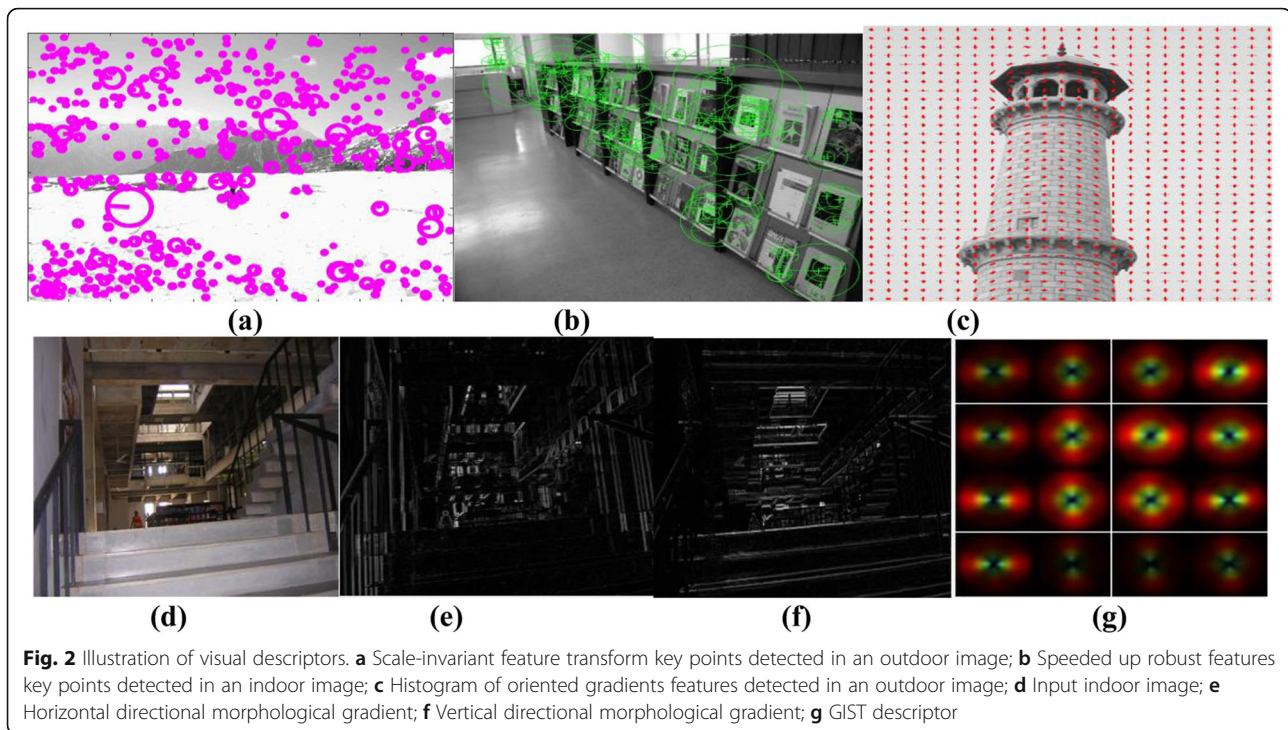 (a)
(b)
(c)
(d)
(e)
(f)
(g)
Fig. 2 Illustration of visual descriptors. a Scale-invariant feature transform key points detected in an outdoor image; b Speeded up robust features
key points detected in an indoor image; c Histogram of oriented gradients features detected in an outdoor image; d Input indoor image; e
Horizontal directional morphological gradient; f Vertical directional morphological gradient; g GIST descriptor